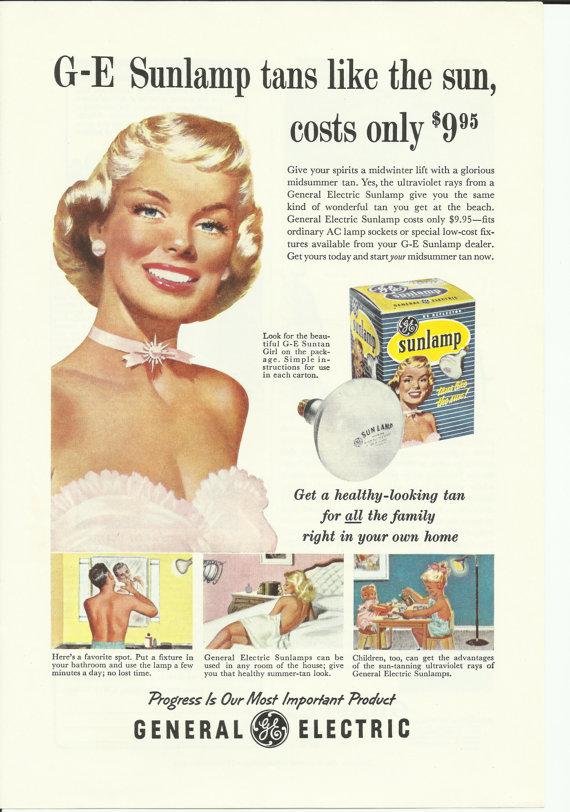 G-E Sunlamp tans like the sun,
costs only $9.95
Give your spirits a midwinter lift with a glorious
midsummer tan. Yes, the ultraviolet rays from a
General Electric Sunlamp give you the same
kind of wonderful tan you get at the beach.
General Electric Sunlamp costs only $9.95—fits
ordinary AC lamp sockets or special low-cost fix-
tures available from your G-E Sunlamp dealer.
Get yours today and start your midsummer tan now.
Look for the beau-
tiful G-E Suntan
Girl on the pack-
age. Simple in-
structions for use
in each carton.
sunlamp
GENERAL ELECTRIC
GE
RS REFLECTOR
sunlamp
tans like
the sun!
SUN LAMP
Get a healthy-looking tan
for all the family
right in your own home
Here's a favorite spot. Put a fixture in
your bathroom and use the lamp a few
minutes a day; no lost time.
General Electric Sunlamps can be
used in any room of the house; give
you that healthy summer-tan look.
Children, too, can get the advantages
of the sun-tanning ultraviolet rays of
General Electric Sunlamps.
Progress Is Our Most Important Product
GENERAL GE ELECTRIC